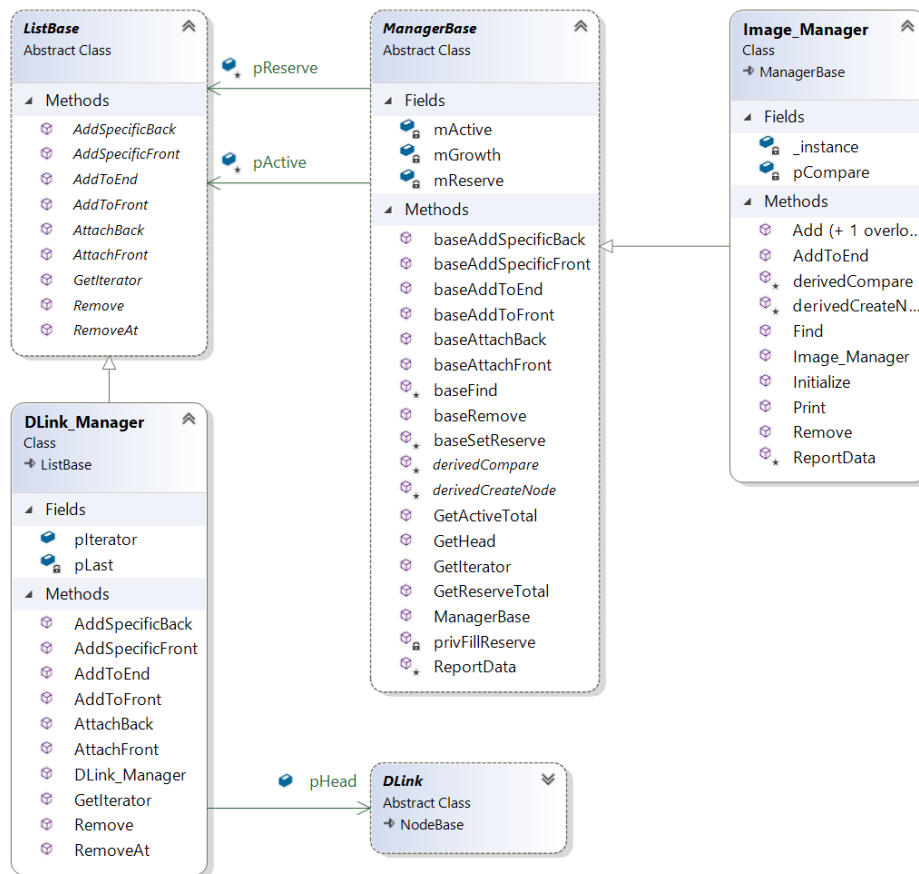 ListBase
Abstract Class
Methods
AddSpecificBack
AddSpecificFront
AddToEnd
AddToFront
AttachBack
AttachFront
GetIterator
Remove
RemoveAt
pReserve
pActive
ManagerBase
Abstract Class
Fields
mActive
mGrowth
mReserve
Methods
baseAddSpecificBack
baseAddSpecificFront
baseAddToEnd
baseAddToFront
baseAttachBack
baseAttachFront
baseFind
baseRemove
baseSetReserve
derivedCompare
derivedCreateNode
GetActiveTotal
GetHead
GetIterator
GetReserveTotal
ManagerBase
privFillReserve
ReportData
Image_Manager
Class
ManagerBase
Fields
_instance
pCompare
Methods
Add (+ 1 overlo...
AddToEnd
derivedCompare
derivedCreateN...
Find
Image_Manager
Initialize
Print
Remove
ReportData
DLink_Manager
Class
ListBase
Fields
pIterator
pLast
Methods
AddSpecificBack
AddSpecificFront
AddToEnd
AddToFront
AttachBack
AttachFront
DLink_Manager
GetIterator
Remove
RemoveAt
pHead
DLink
Abstract Class
NodeBase